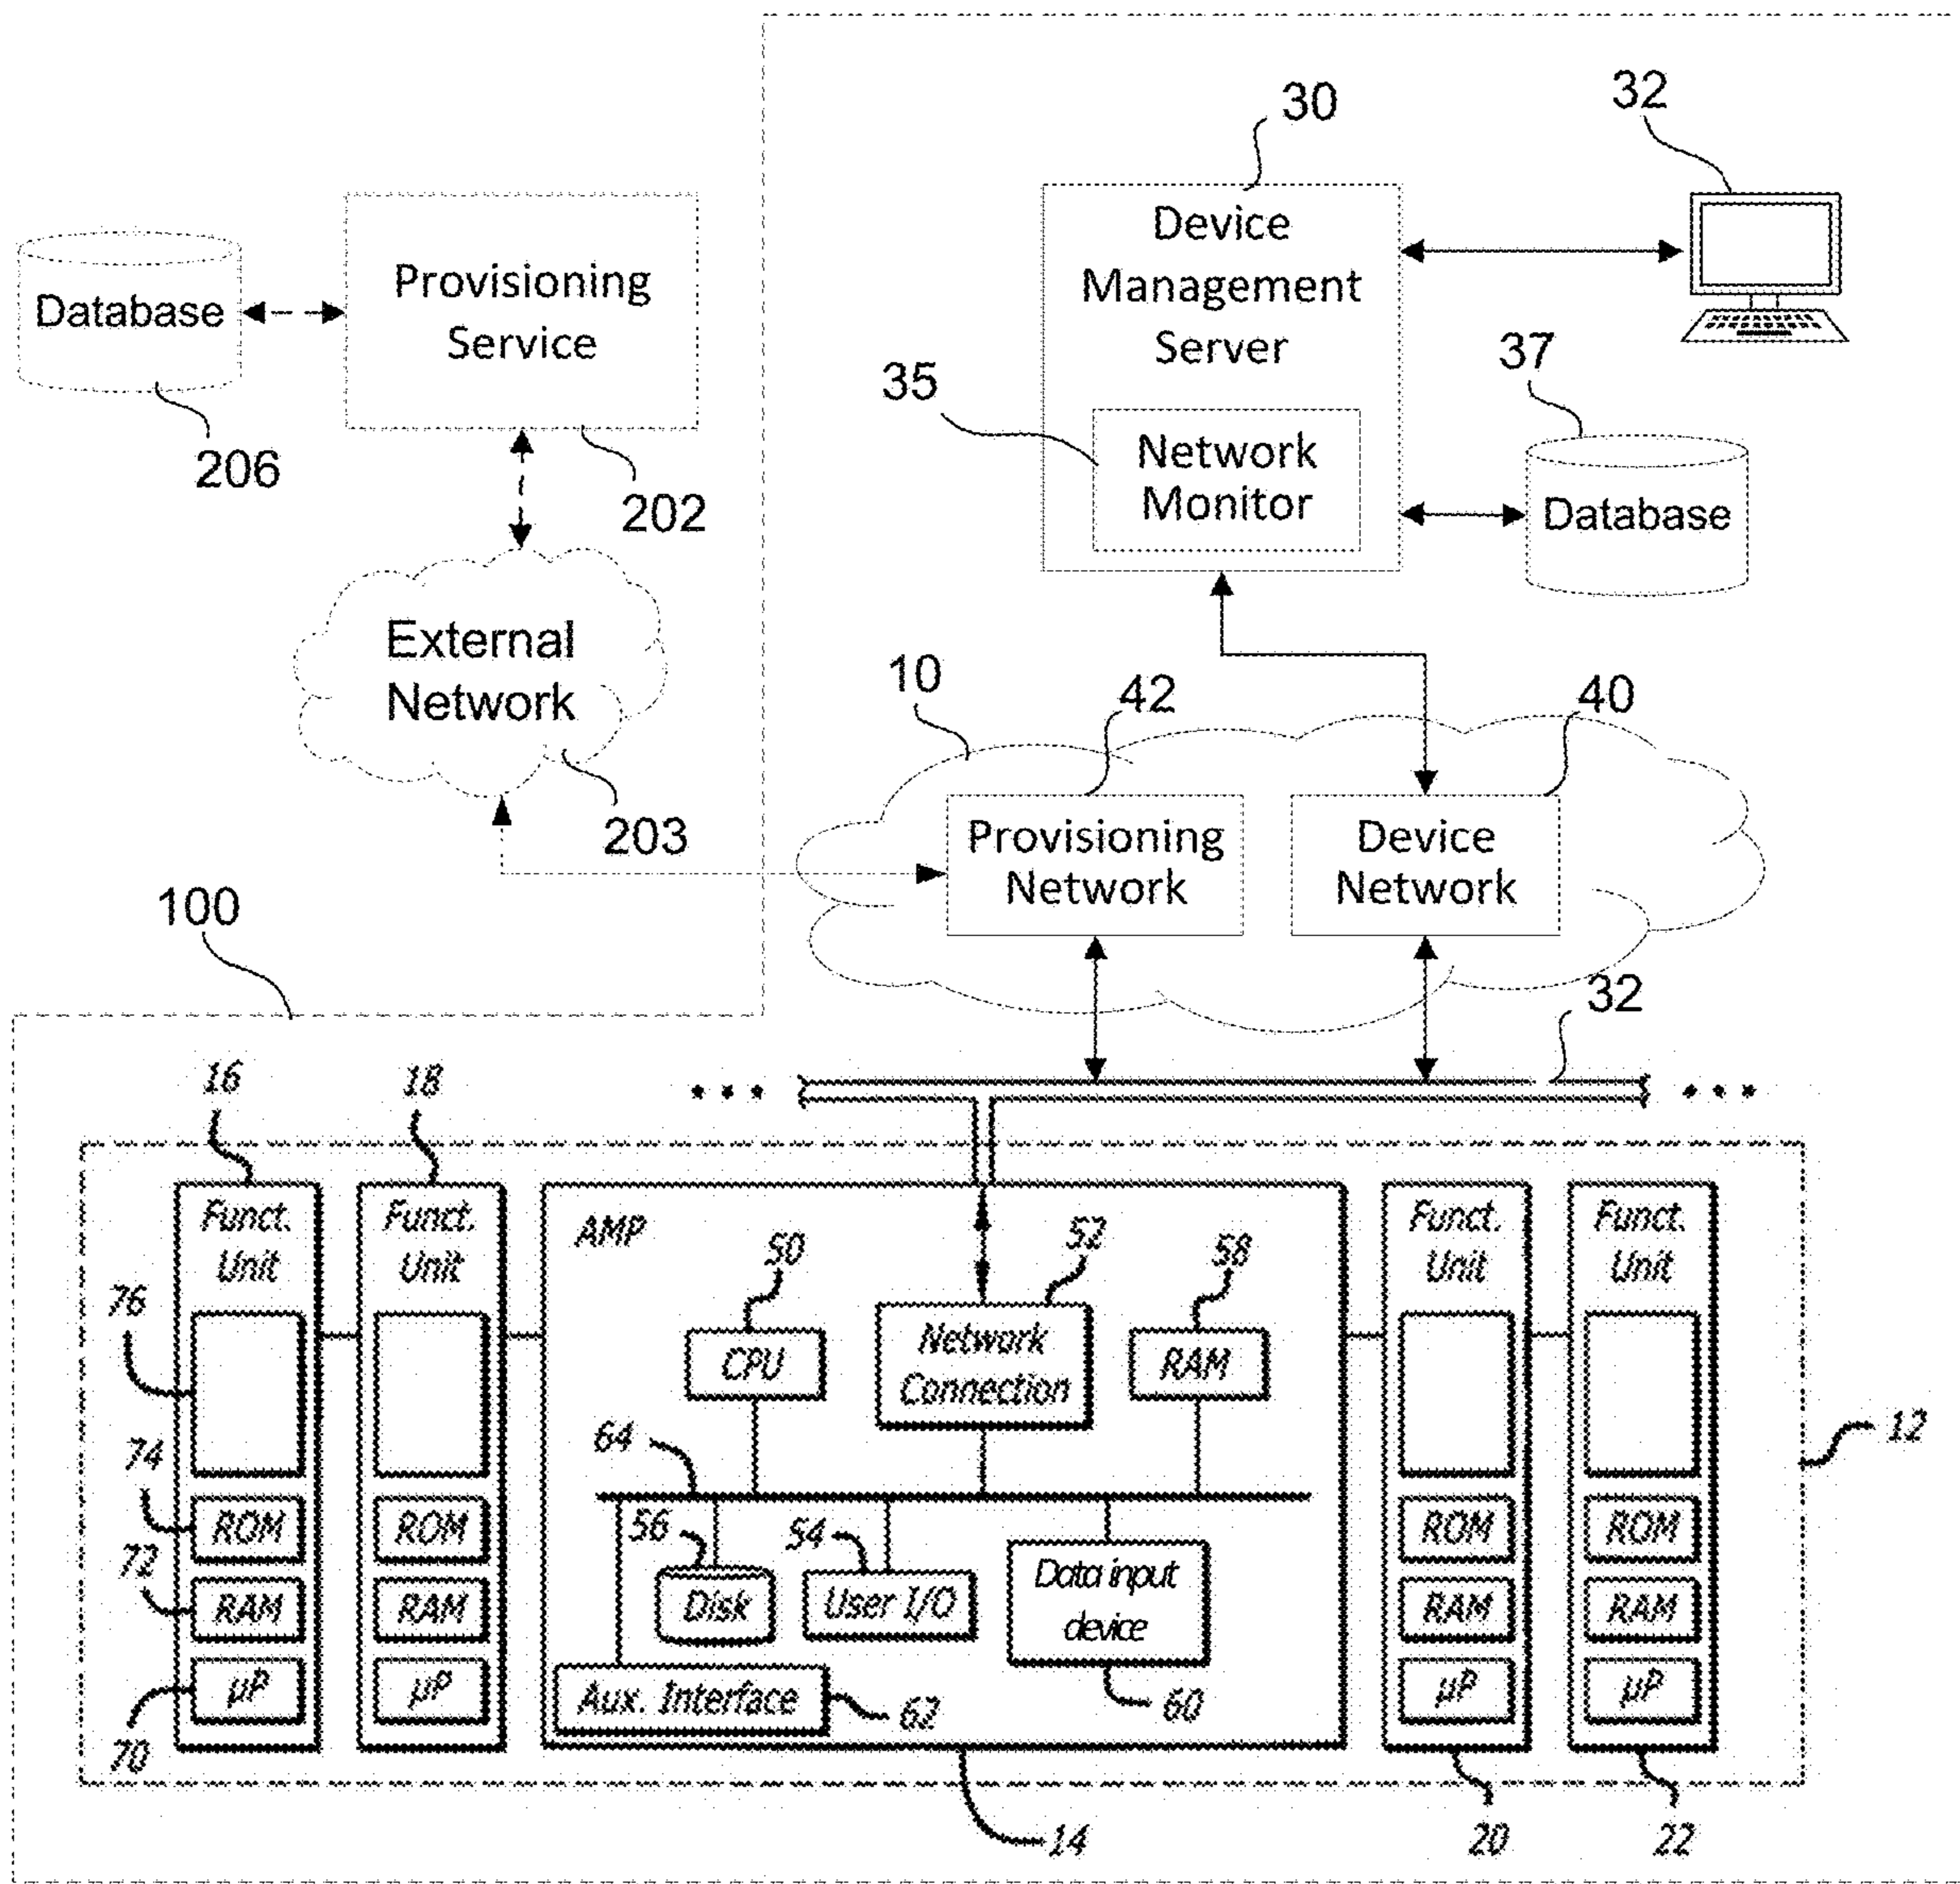 30
32
Device
Management
Server
Provisioning
Service
Database
37
35
Network
Monitor
Database
206
202
External
Network
10
42
40
203
Provisioning
Network
Device
Network
100
32
16
18
• • •
• • •
Funct.
Unit
Funct.
Unit
AMP
50
52
58
Funct.
Unit
Funct.
Unit
76
CPU
Network
Connection
RAM
12
64
74
ROM
ROM
56
54
ROM
ROM
72
RAM
RAM
Disk
User I/O
Data input
device
RAM
RAM
70
µP
µP
Aux. Interface
62
60
µP
µP
14
20
22